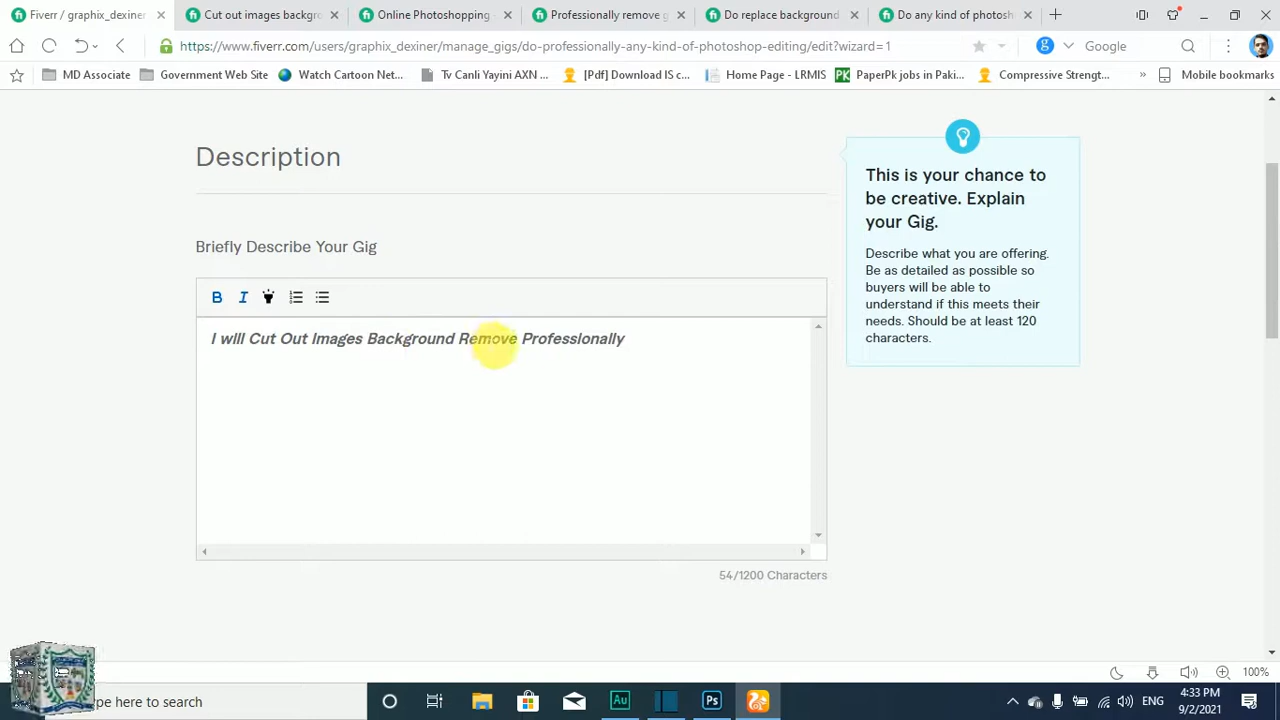 Fiverr / graphix_dexiner
Cut out images backgr
Online Photoshopping
Professionally remove g
Do replace background
Do any kind of photosh
https://www.fiverr.com/users/graphix_dexiner/manage_gigs/do-professionally-any-kind-of-photoshop-editing/edit?wizard=1
Google
MD Associate
Government Web Site
Watch Cartoon Net...
Tv Canli Yayini AXN ...
[Pdf] Download IS c...
Home Page - LRMIS
PK PaperPk jobs in Paki...
Compressive Strengt...
Mobile bookmarks
Description
Briefly Describe Your Gig
B I
I will Cut Out Images Background Remove Professionally
54/1200 Characters
This is your chance to
be creative. Explain
your Gig.
Describe what you are offering.
Be as detailed as possible so
buyers will be able to
understand if this meets their
needs. Should be at least 120
characters.
100%
pe here to search
Au
Ps
ENG
4:33 PM
9/2/2021